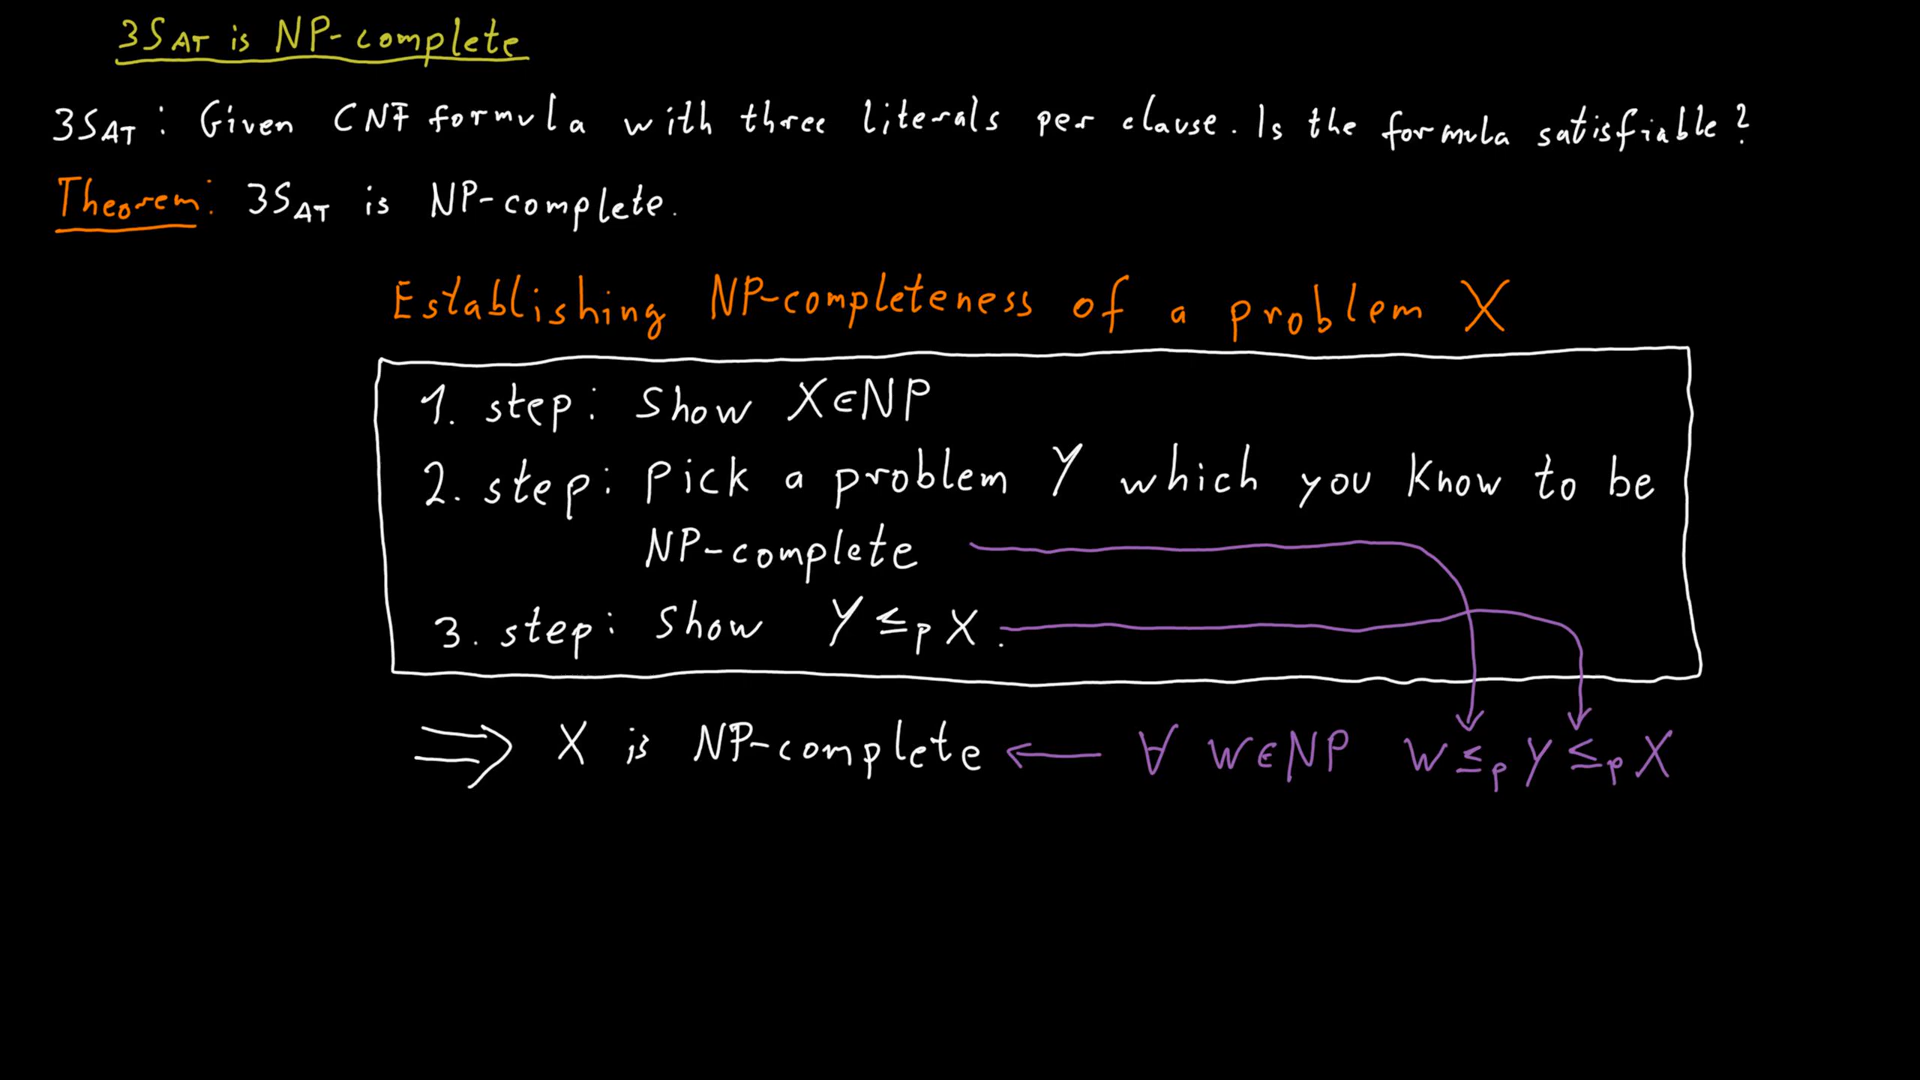 3SAT is NP-complete
3SAT: Given CNF formula with three literals per clause. Is the formula satisfiable?
Theorem: 3SAT is NP-complete.
Establishing NP-completeness of a problem X
1. step: Show X∈NP
2. step: Pick a problem Y which you know to be
NP-complete
3. step: Show Y ≤p X.
⇒ X is NP-complete ← ∀ W∈NP W ≤p Y ≤p X